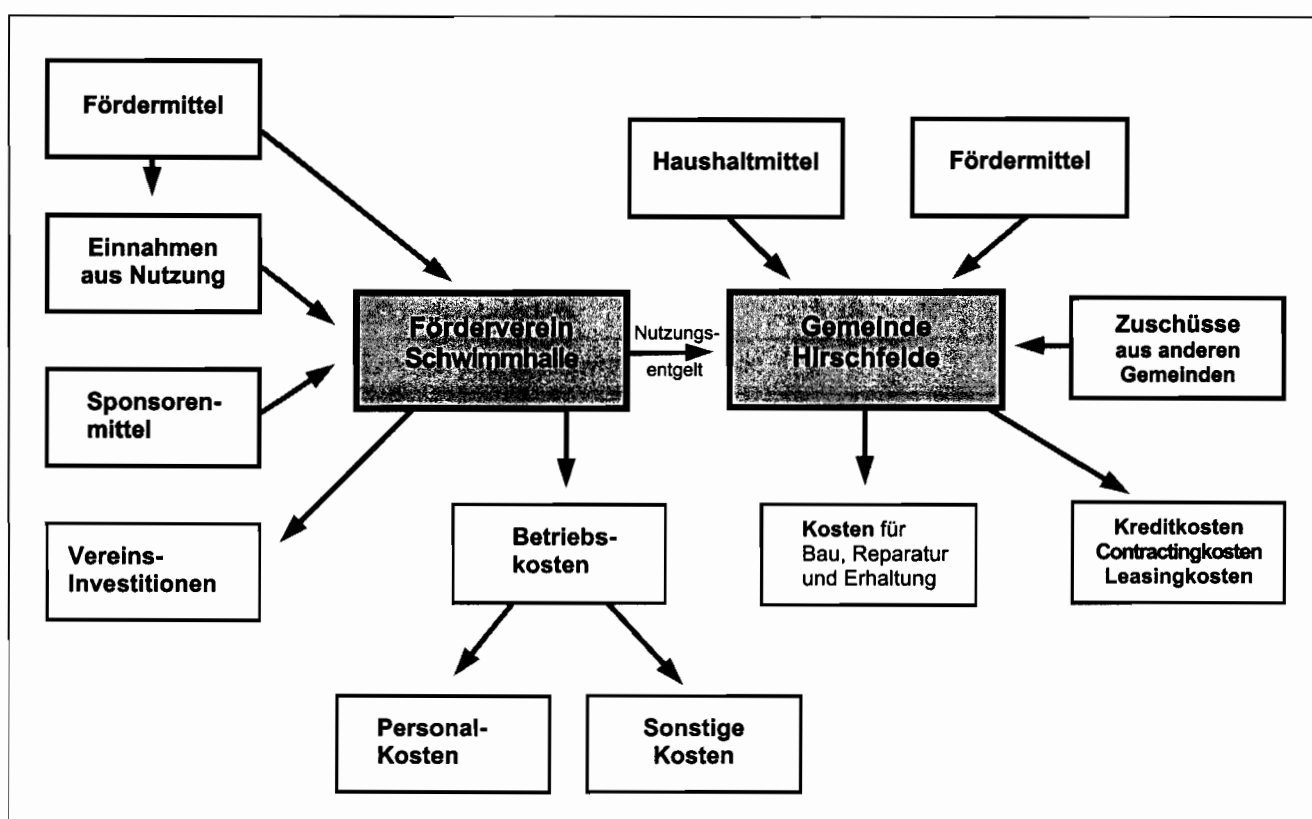 Fördermittel
Haushaltmittel
Fördermittel
Einnahmen
aus Nutzung
Förderverein
Schwimmhalle
Nutzungs-
entgelt
Gemeinde
Hirschfelde
Zuschüsse
aus anderen
Gemeinden
Sponsoren-
mittel
Vereins-
Investitionen
Betriebs-
kosten
Kosten für
Bau, Reparatur
und Erhaltung
Kreditkosten
Contractingkosten
Leasingkosten
Personal-
Kosten
Sonstige
Kosten